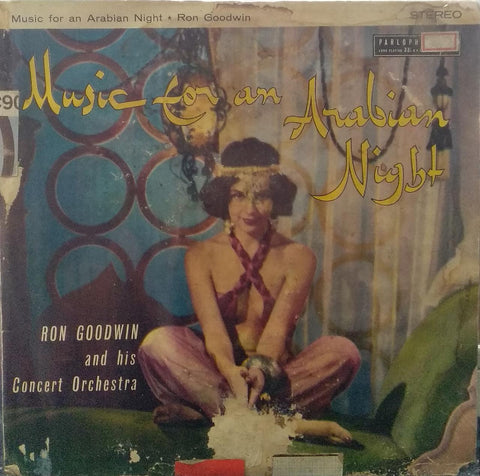 Music for an Arabian Night • Ron Goodwin
STEREO
PARLOPH
Music for an
Arabian
Night
RON GOODWIN
and his
Concert Orchestra